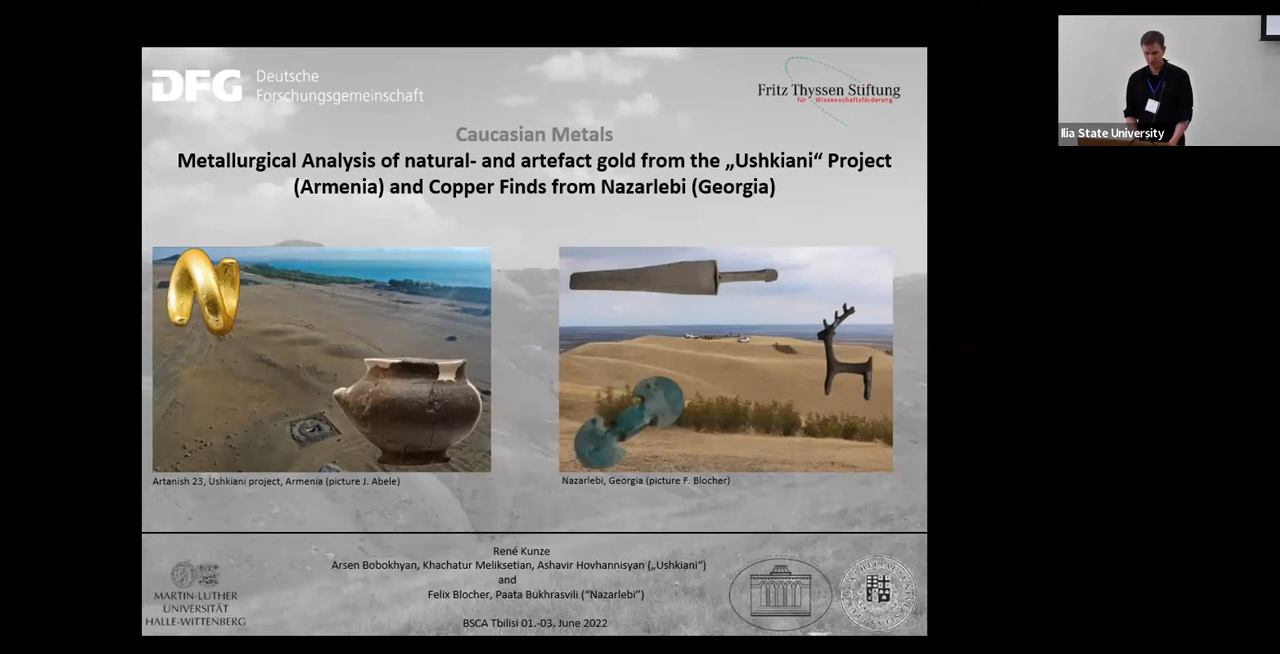 DFG Deutsche
Forschungsgemeinschaft
Fritz Thyssen Stiftung
für Wissenschaftsförderung
Ilia State University
Caucasian Metals
Metallurgical Analysis of natural- and artefact gold from the „Ushkiani“ Project
(Armenia) and Copper Finds from Nazarlebi (Georgia)
Artanish 23, Ushkiani project, Armenia (picture J. Abele)
Nazarlebi, Georgia (picture F. Blocher)
René Kunze
Arsen Bobokhyan, Khachatur Meliksetian, Ashavir Hovhannisyan („Ushkiani“)
and
Felix Blocher, Paata Bukhrasvili (“Nazarlebi”)
BSCA Tbilisi 01.-03. June 2022
MARTIN-LUTHER
UNIVERSITÄT
HALLE-WITTENBERG